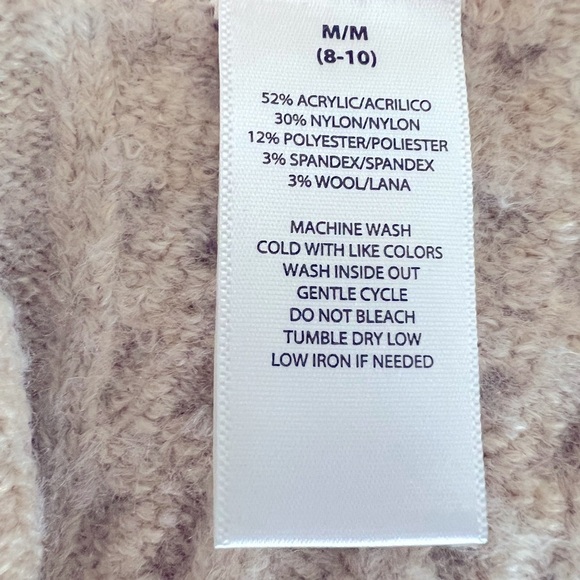 M/M
(8-10)
52% ACRYLIC/ACRILICO
30% NYLON/NYLON
12% POLYESTER/POLIESTER
3% SPANDEX/SPANDEX
3% WOOL/LANA
MACHINE WASH
COLD WITH LIKE COLORS
WASH INSIDE OUT
GENTLE CYCLE
DO NOT BLEACH
TUMBLE DRY LOW
LOW IRON IF NEEDED